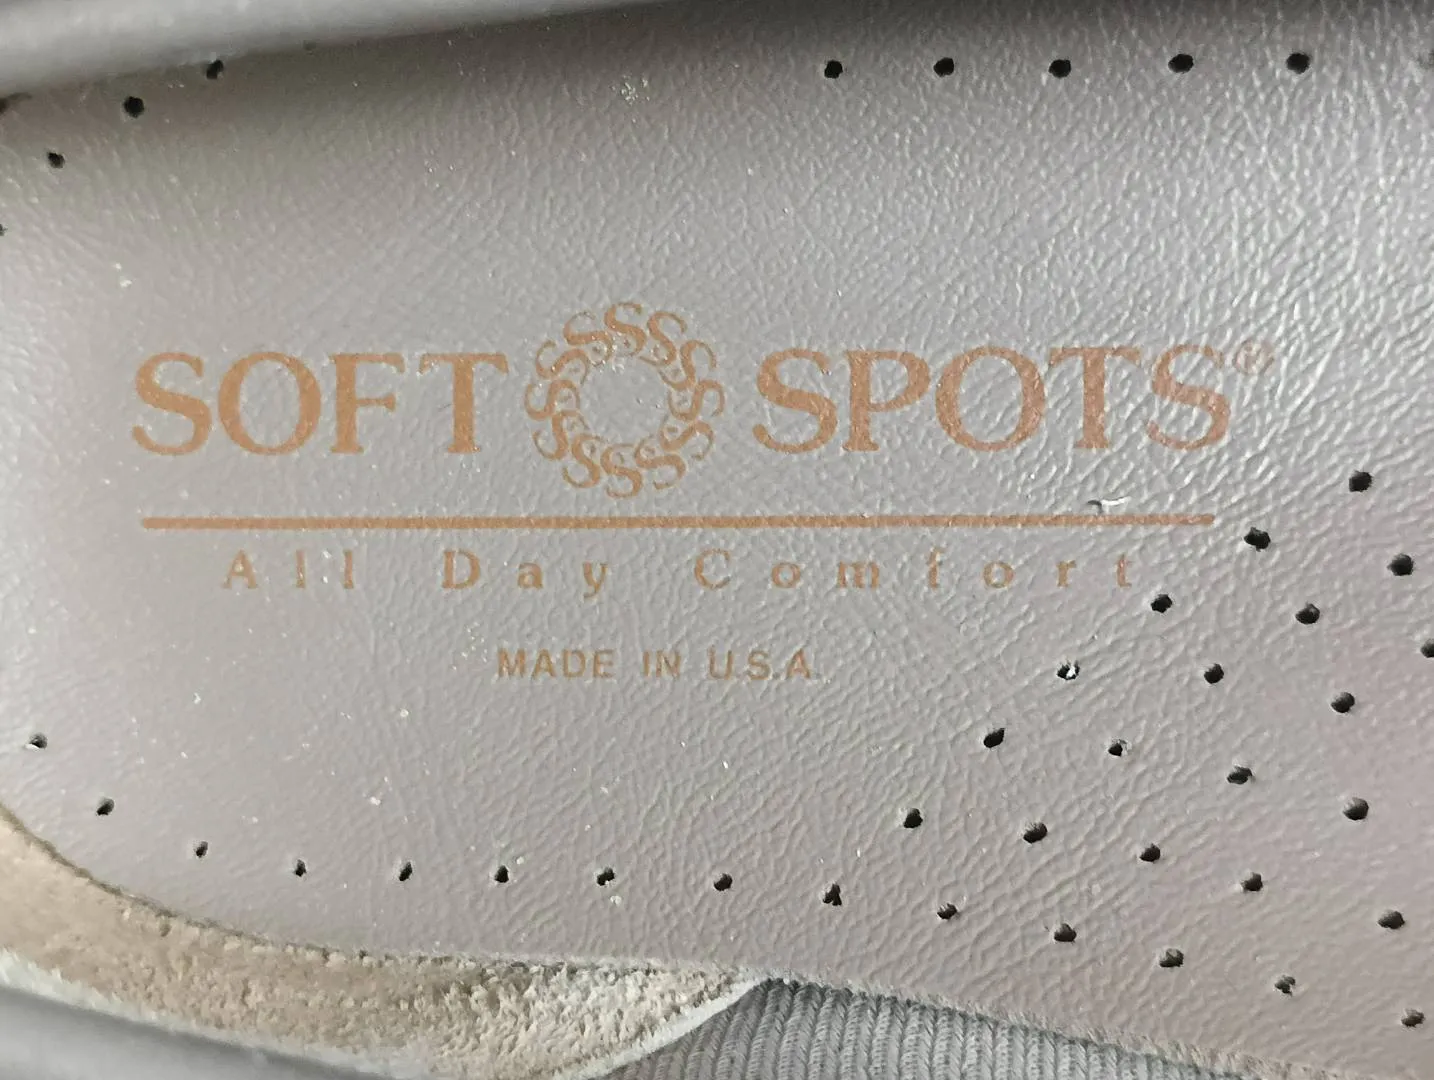 SOFT SPOTS®
All Day Comfort
MADE IN U.S.A